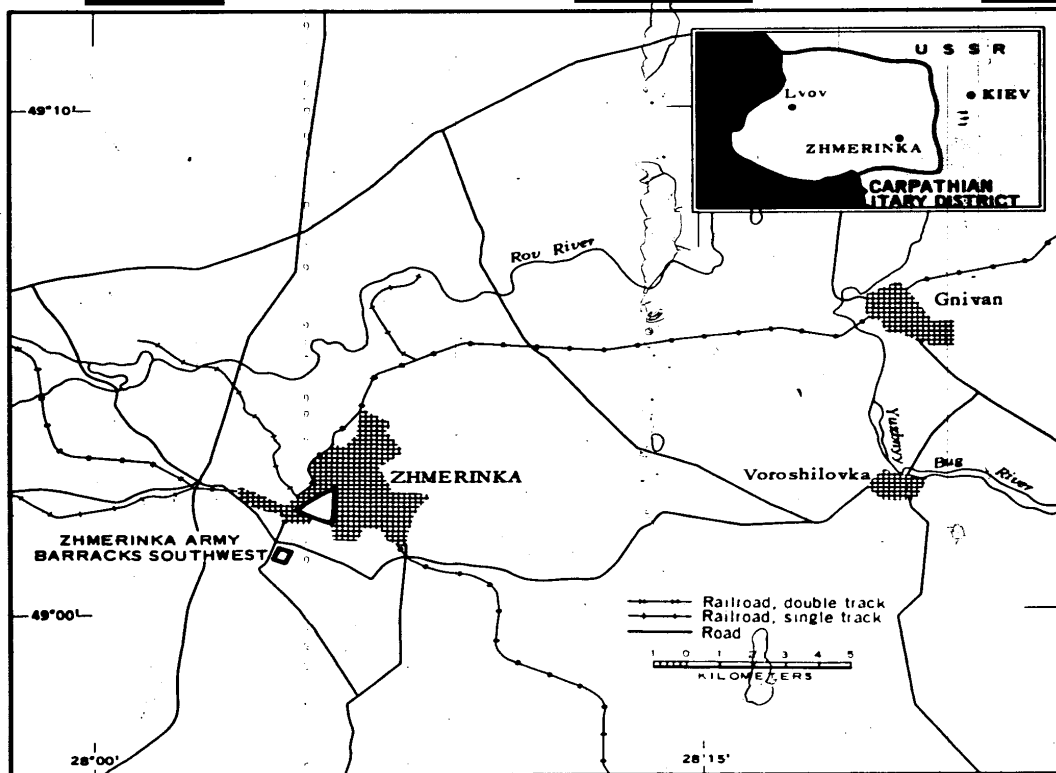 49°10'
U S S R
Lvov
KIEV
ZHMERINKA
CARPATHIAN
ITARY DISTRICT
Rov River
Gnivan
ZHMERINKA
Voroshilovka
Yuzhnyy
Bug
River
ZHMERINKA ARMY
BARRACKS SOUTHWEST
49°00'
Railroad, double track
Railroad, single track
Road
1 0 1 2 3 4 5
KILOMETERS
28°00'
28°15'